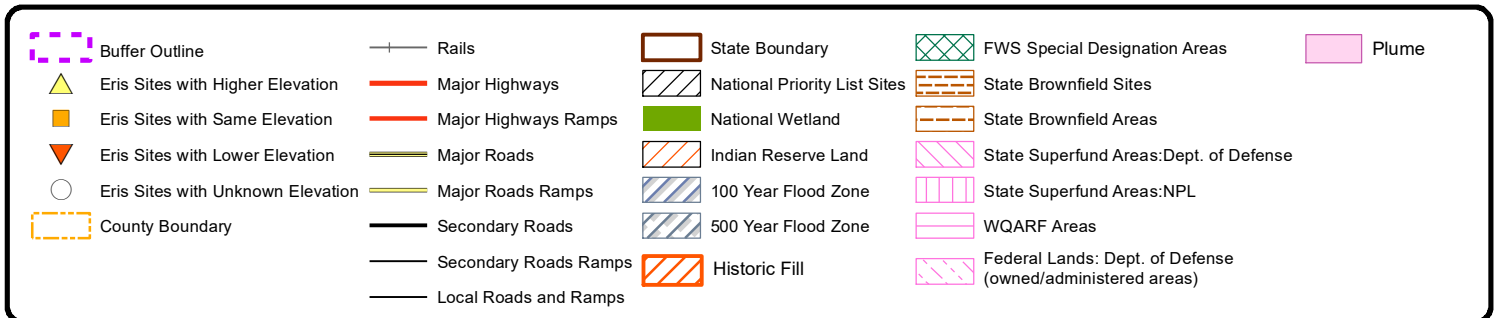 Buffer Outline
Eris Sites with Higher Elevation
Eris Sites with Same Elevation
Eris Sites with Lower Elevation
Eris Sites with Unknown Elevation
County Boundary
Rails
Major Highways
Major Highways Ramps
Major Roads
Major Roads Ramps
Secondary Roads
Secondary Roads Ramps
Local Roads and Ramps
State Boundary
National Priority List Sites
National Wetland
Indian Reserve Land
100 Year Flood Zone
500 Year Flood Zone
Historic Fill
FWS Special Designation Areas
State Brownfield Sites
State Brownfield Areas
State Superfund Areas:Dept. of Defense
State Superfund Areas:NPL
WQARF Areas
Federal Lands: Dept. of Defense
(owned/administered areas)
Plume